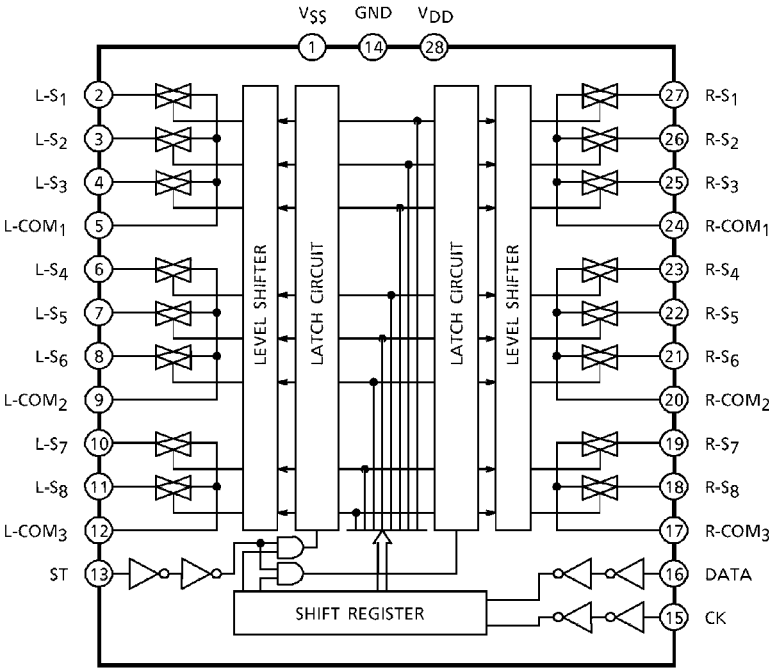 VSS GND VDD
1 14 28
L-S1 2 27 R-S1
L-S2 3 26 R-S2
L-S3 4 25 R-S3
L-COM1 5 24 R-COM1
L-S4 6 23 R-S4
L-S5 7 22 R-S5
L-S6 8 21 R-S6
L-COM2 9 20 R-COM2
L-S7 10 19 R-S7
L-S8 11 18 R-S8
L-COM3 12 17 R-COM3
LEVEL SHIFTER
LATCH CIRCUIT
LATCH CIRCUIT
LEVEL SHIFTER
ST 13 16 DATA
SHIFT REGISTER
15 CK